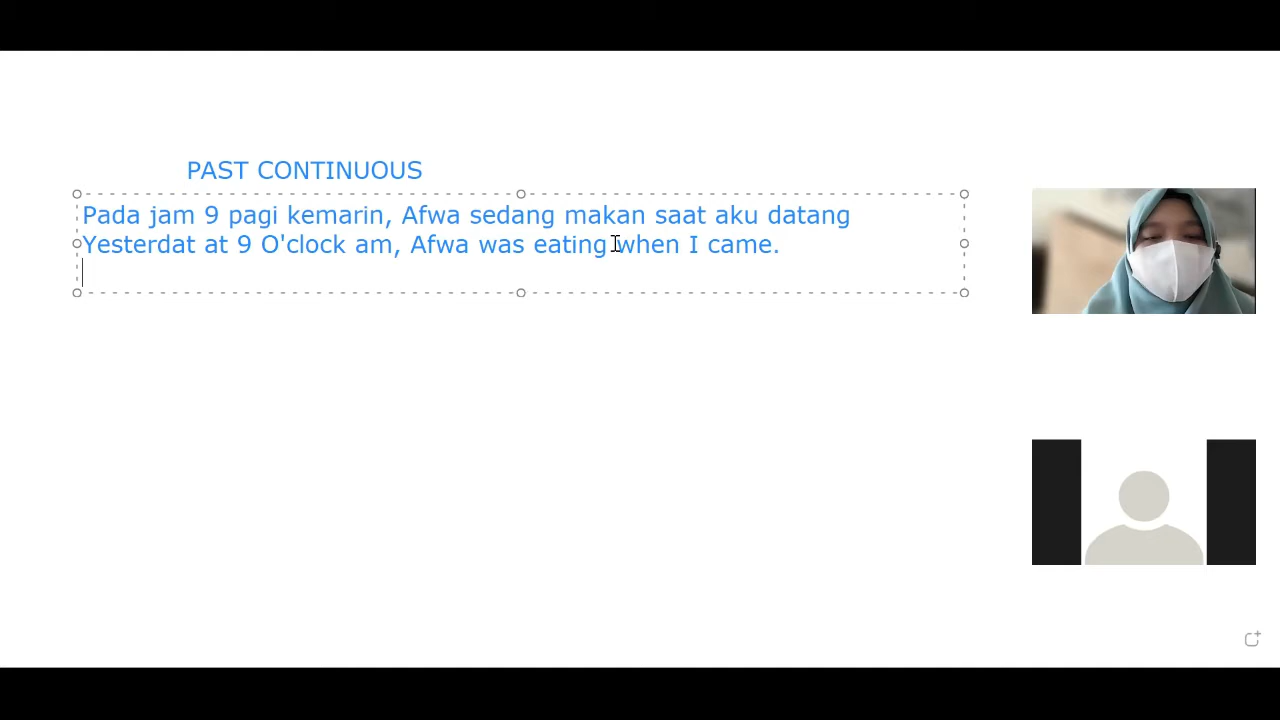 PAST CONTINUOUS
Pada jam 9 pagi kemarin, Afwa sedang makan saat aku datang
Yesterdat at 9 O'clock am, Afwa was eating when I came.